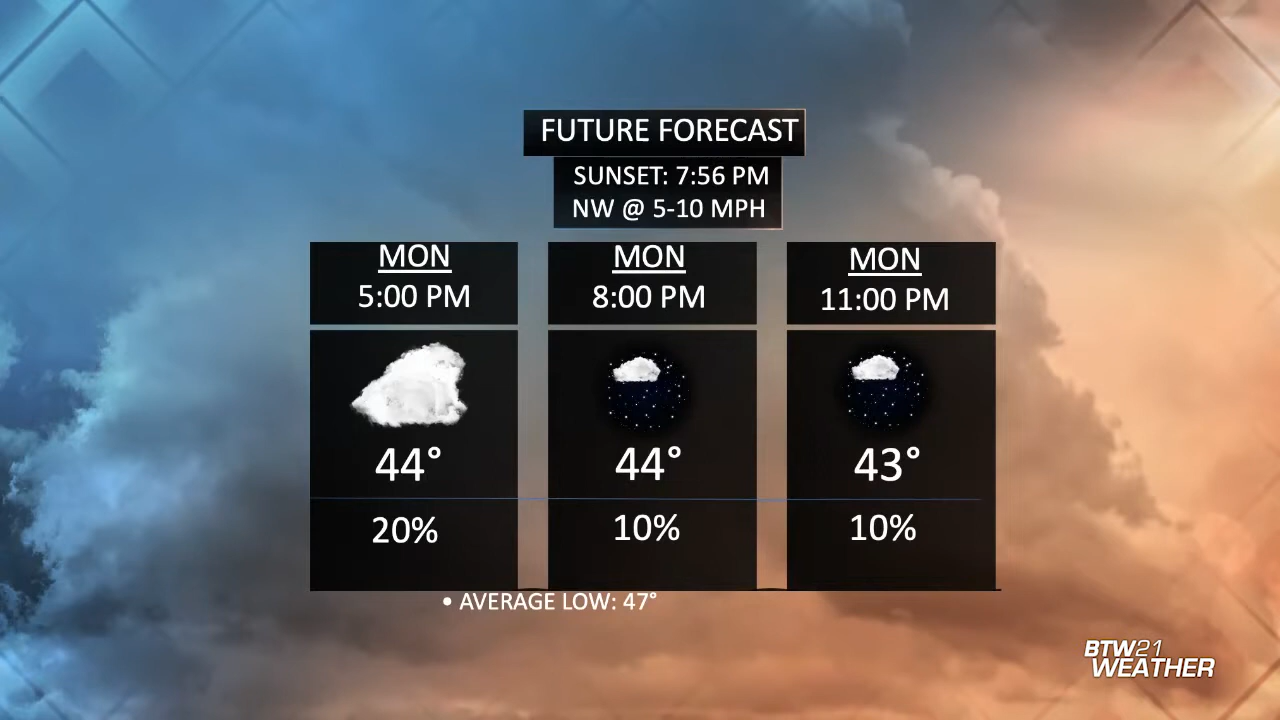 FUTURE FORECAST
SUNSET: 7:56 PM
NW @ 5-10 MPH
MON
5:00 PM
44°
20%
MON
8:00 PM
44°
10%
MON
11:00 PM
43°
10%
• AVERAGE LOW: 47°
BTW21
WEATHER